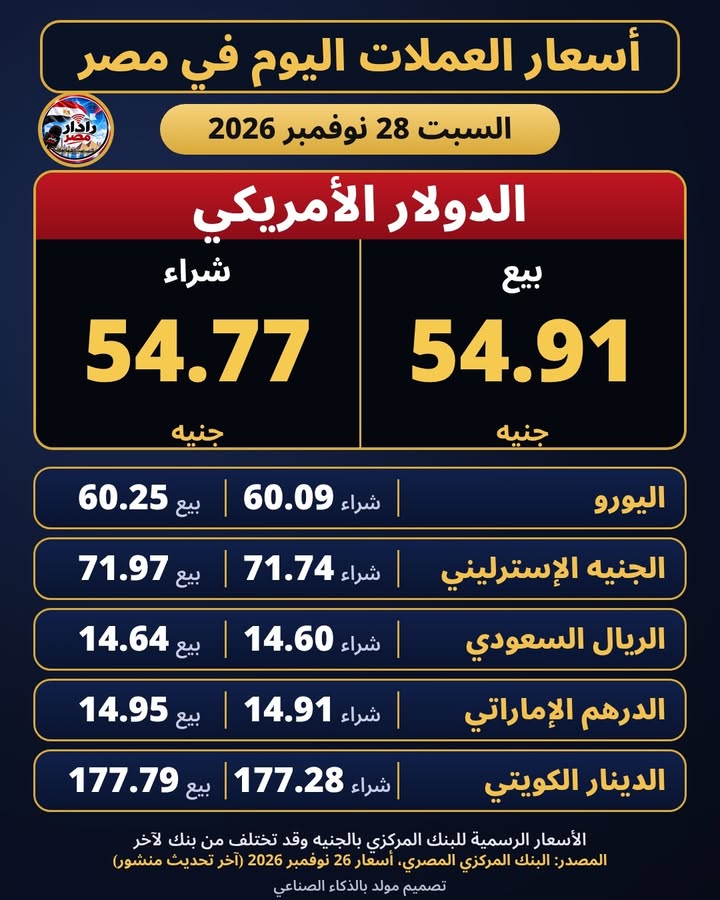 أسعار العملات اليوم في مصر
السبت 28 نوفمبر 2026
رادار
مصر
الدولار الأمريكي
بيع شراء
54.91 54.77
جنيه جنيه
اليورو شراء 60.09 بيع 60.25
الجنيه الإسترليني شراء 71.74 بيع 71.97
الريال السعودي شراء 14.60 بيع 14.64
الدرهم الإماراتي شراء 14.91 بيع 14.95
الدينار الكويتي شراء 177.28 بيع 177.79
الأسعار الرسمية للبنك المركزي بالجنيه وقد تختلف من بنك لآخر
المصدر: البنك المركزي المصري، أسعار 26 نوفمبر 2026 (آخر تحديث منشور)
تصميم مولد بالذكاء الصناعي